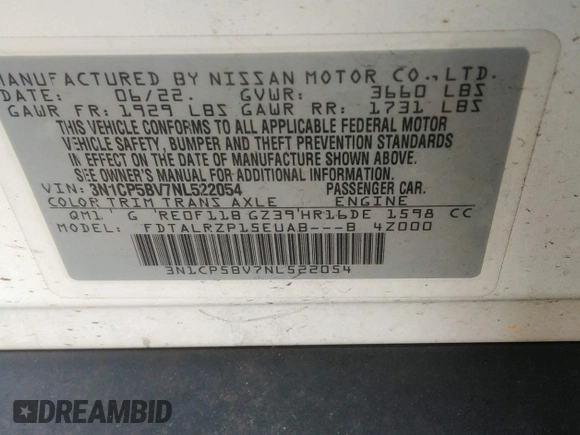 MANUFACTURED BY NISSAN MOTOR CO.,LTD.
DATE: 06/22. GVWR: 3660 LBS
GAWR FR: 1929 LBS GAWR RR: 1731 LBS
THIS VEHICLE CONFORMS TO ALL APPLICABLE FEDERAL MOTOR
VEHICLE SAFETY, BUMPER AND THEFT PREVENTION STANDARDS
IN EFFECT ON THE DATE OF MANUFACTURE SHOWN ABOVE.
SEE OWNER'S MANUAL FOR ADDITIONAL INFORMATION.
VIN: 3N1CP5BV7NL522054 PASSENGER CAR.
COLOR TRIM TRANS AXLE ENGINE
QM1 G RE0F11B GZ39 HR16DE 1598 CC
MODEL: FDTALRZP15EUAB---B 4Z000
3N1CP5BV7NL522054
DREAMBID